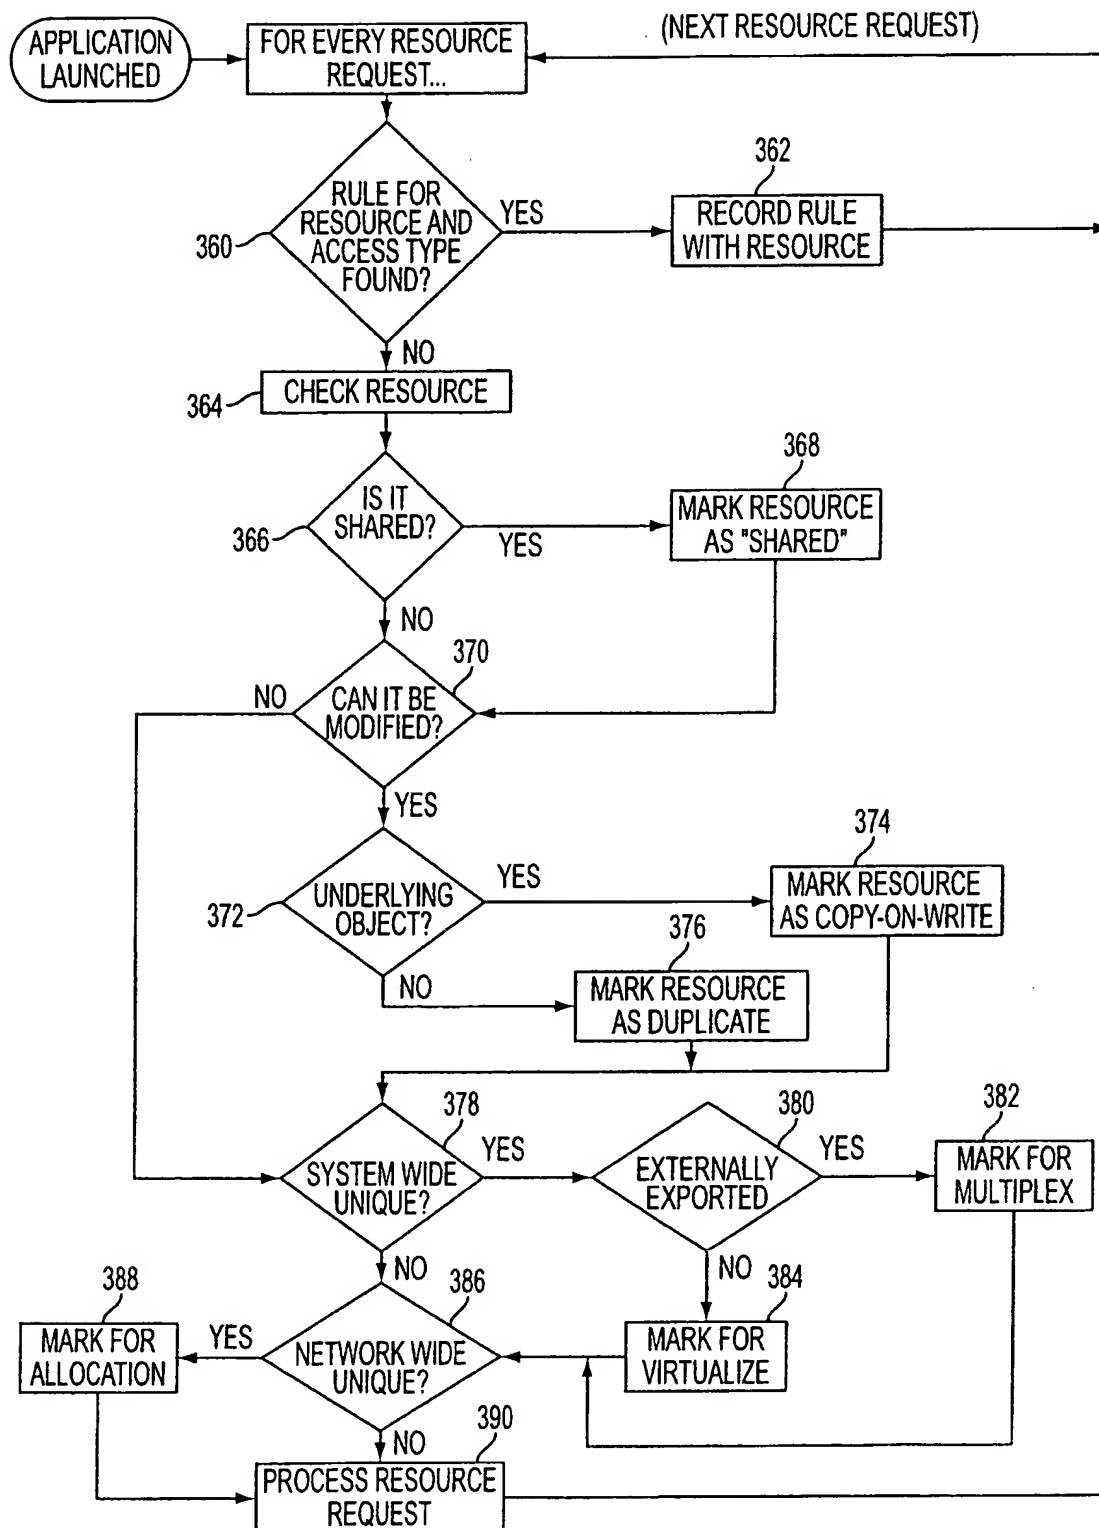 (NEXT RESOURCE REQUEST)
APPLICATION
LAUNCHED
FOR EVERY RESOURCE
REQUEST...
362
RULE FOR
RESOURCE AND
ACCESS TYPE
FOUND?
360
YES
RECORD RULE
WITH RESOURCE
NO
364
CHECK RESOURCE
368
IS IT
SHARED?
366
YES
MARK RESOURCE
AS "SHARED"
NO
370
NO
CAN IT BE
MODIFIED?
YES
374
372
UNDERLYING
OBJECT?
YES
MARK RESOURCE
AS COPY-ON-WRITE
376
NO
MARK RESOURCE
AS DUPLICATE
378
380
382
SYSTEM WIDE
UNIQUE?
YES
EXTERNALLY
EXPORTED
YES
MARK FOR
MULTIPLEX
NO
NO
388
386
384
MARK FOR
ALLOCATION
YES
NETWORK WIDE
UNIQUE?
MARK FOR
VIRTUALIZE
NO
390
PROCESS RESOURCE
REQUEST